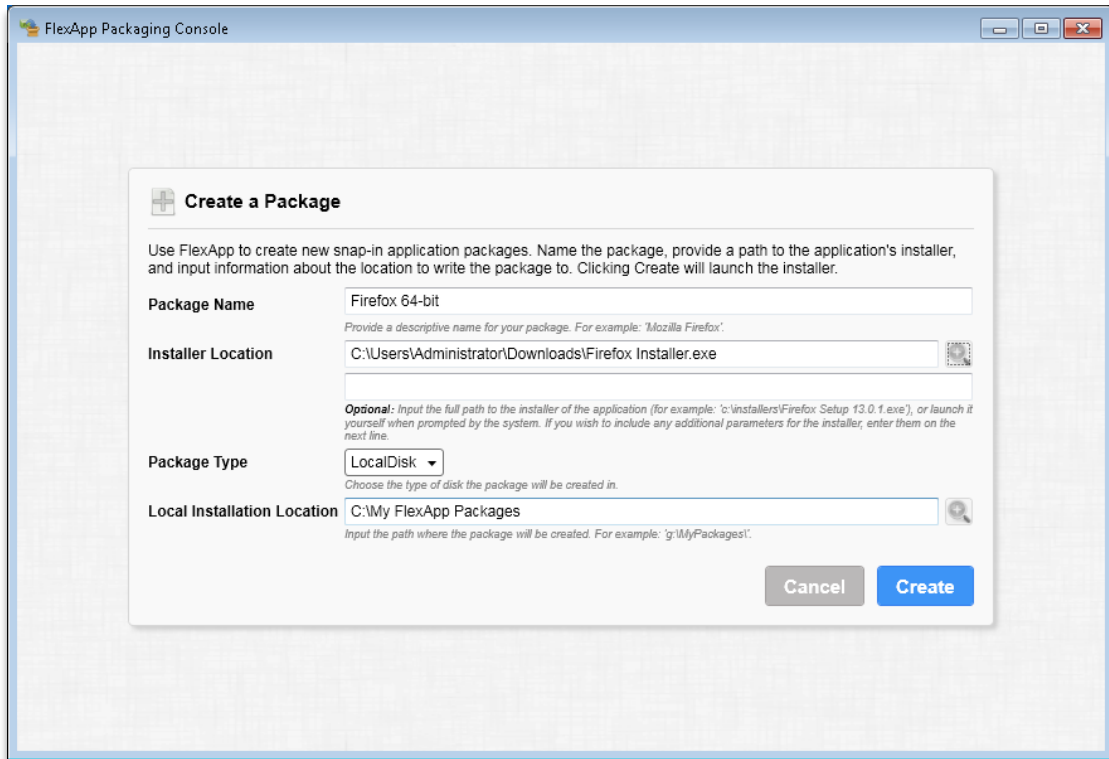 FlexApp Packaging Console
Create a Package
Use FlexApp to create new snap-in application packages. Name the package, provide a path to the application's installer,
and input information about the location to write the package to. Clicking Create will launch the installer.
Package Name
Firefox 64-bit
Provide a descriptive name for your package. For example: 'Mozilla Firefox'.
Installer Location
C:\Users\Administrator\Downloads\Firefox Installer.exe
Optional: Input the full path to the installer of the application (for example: 'c:\installers\Firefox Setup 13.0.1.exe'), or launch it
yourself when prompted by the system. If you wish to include any additional parameters for the installer, enter them on the
next line.
Package Type
LocalDisk
Choose the type of disk the package will be created in.
Local Installation Location
C:\My FlexApp Packages
Input the path where the package will be created. For example: 'g:\MyPackages\'.
Cancel
Create